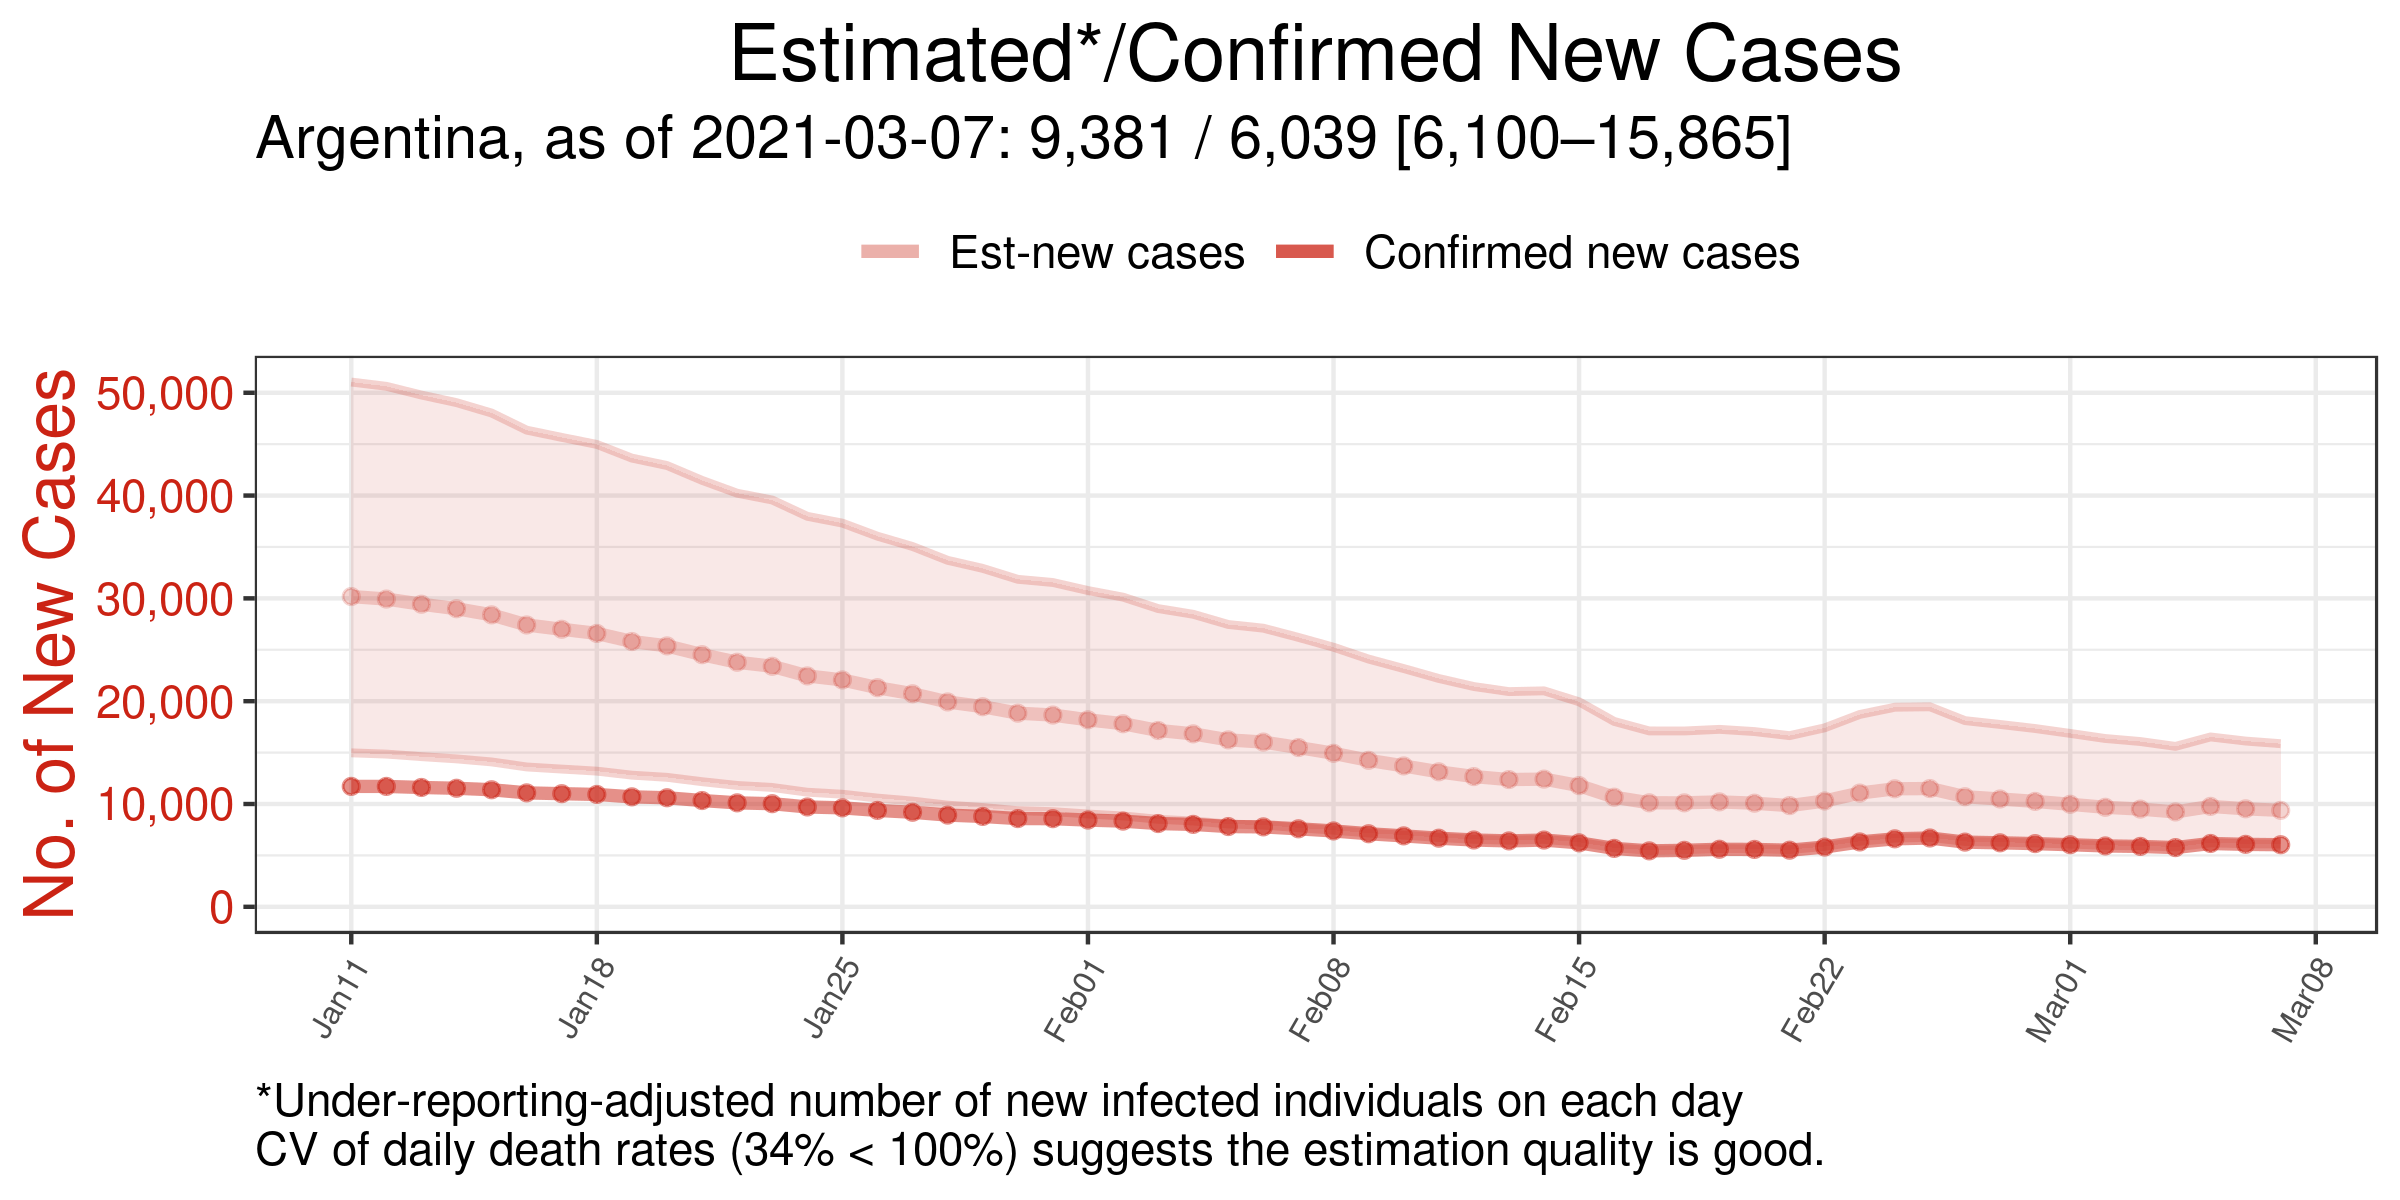 Estimated*/Confirmed New Cases
Argentina, as of 2021-03-07: 9,381 / 6,039 [6,100–15,865]
Est-new cases
Confirmed new cases
No. of New Cases
50,000
40,000
30,000
20,000
10,000
0
Jan11
Jan18
Jan25
Feb01
Feb08
Feb15
Feb22
Mar01
Mar08
*Under-reporting-adjusted number of new infected individuals on each day
CV of daily death rates (34% < 100%) suggests the estimation quality is good.